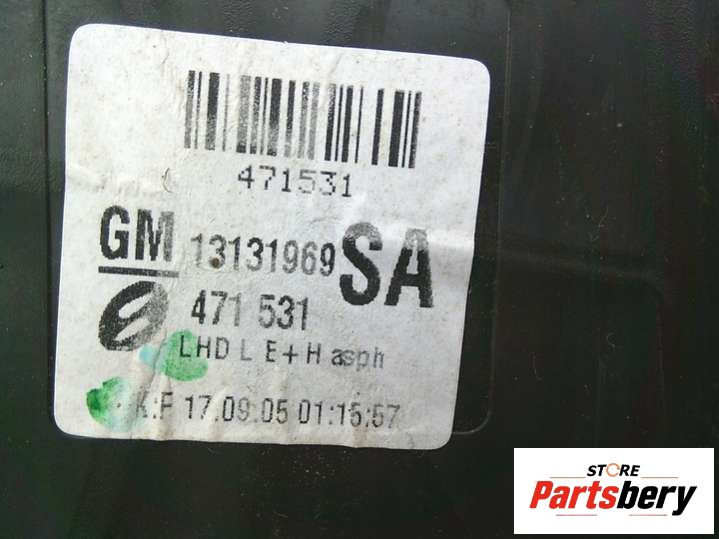 471531
GM 13131969 SA
471 531
LHD L E+H asph
K:F 17.09.05 01:15:57
STORE
Partsbery